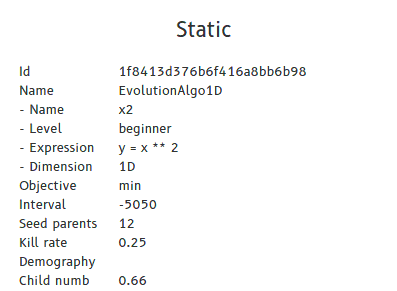 Static
Id 1f8413d376b6f416a8bb6b98
Name EvolutionAlgo1D
- Name x2
- Level beginner
- Expression y = x ** 2
- Dimension 1D
Objective min
Interval -5050
Seed parents 12
Kill rate 0.25
Demography
Child numb 0.66